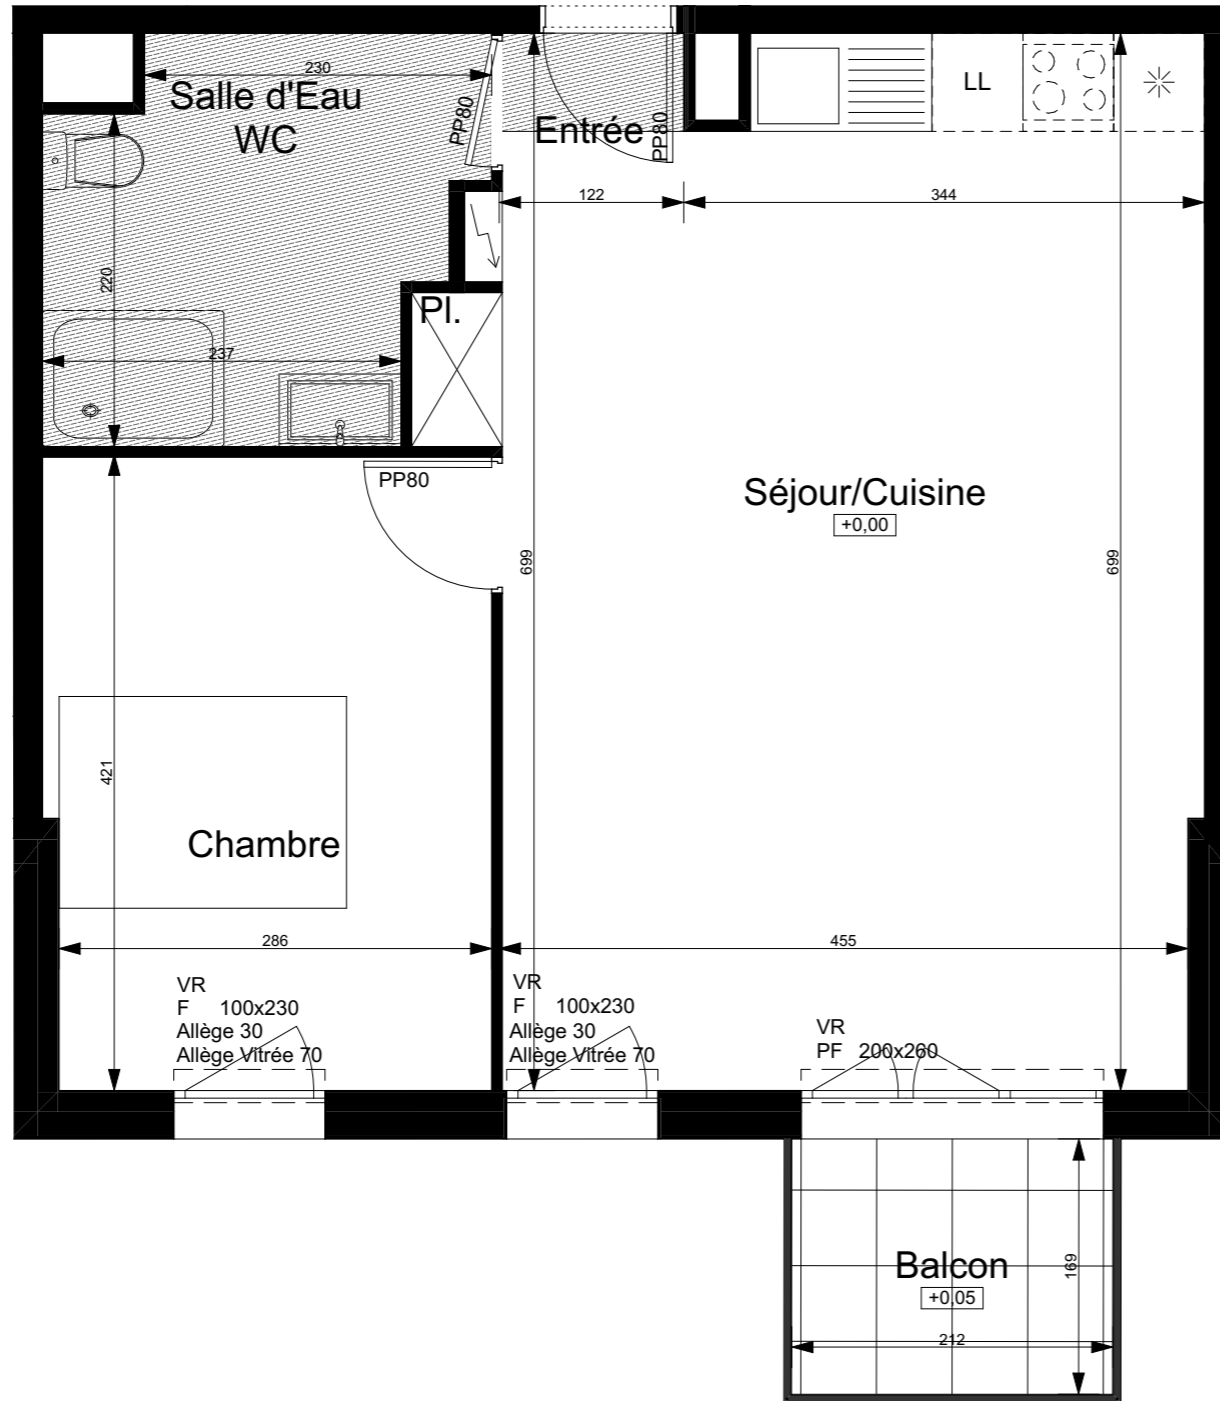 230
Salle d'Eau
WC
PP80
Entrée
PP80
LL
122
344
220
Pl.
237
PP80
Séjour/Cuisine
+0,00
699
699
421
Chambre
286
455
VR
F 100x230
Allège 30
Allège Vitrée 70
VR
F 100x230
Allège 30
Allège Vitrée 70
VR
PF 200x260
Balcon
+0,05
169
212